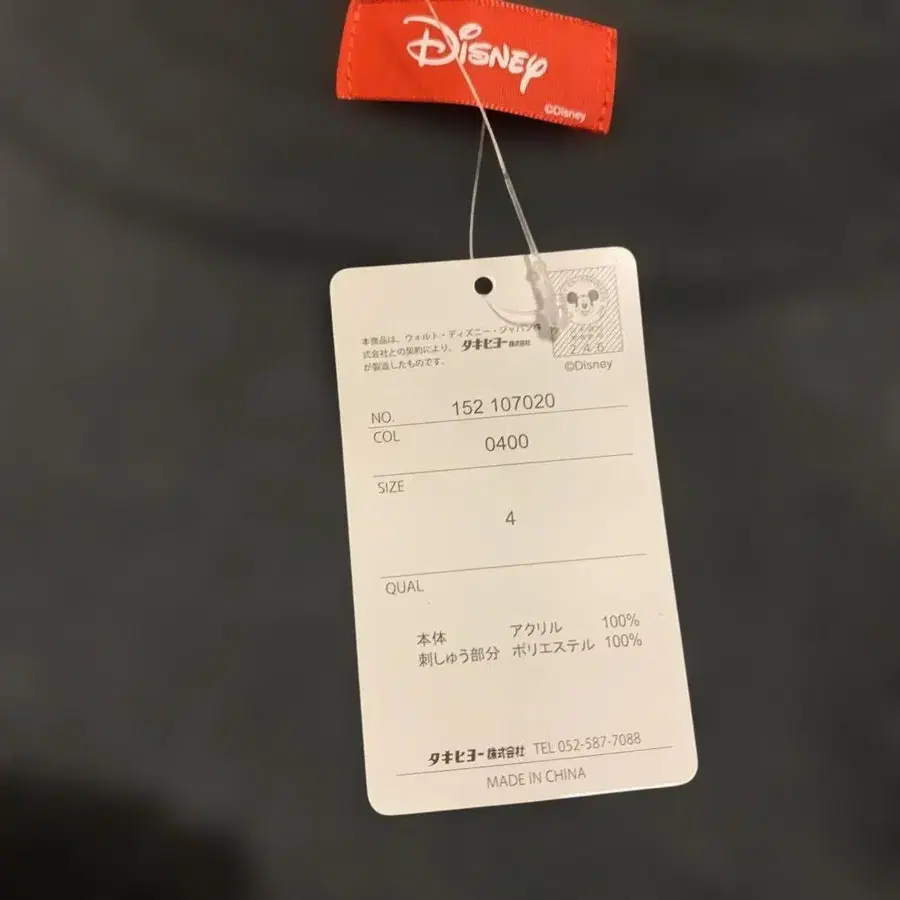 Disney
©Disney
本商品は、ウォルト・ディズニー・ジャパン株
式会社との契約により、タキヒヨー株式会社
が製造したものです。
246
©Disney
NO. 152 107020
COL 0400
SIZE
4
QUAL
本体 アクリル 100%
刺しゅう部分 ポリエステル 100%
タキヒヨー株式会社 TEL 052-587-7088
MADE IN CHINA